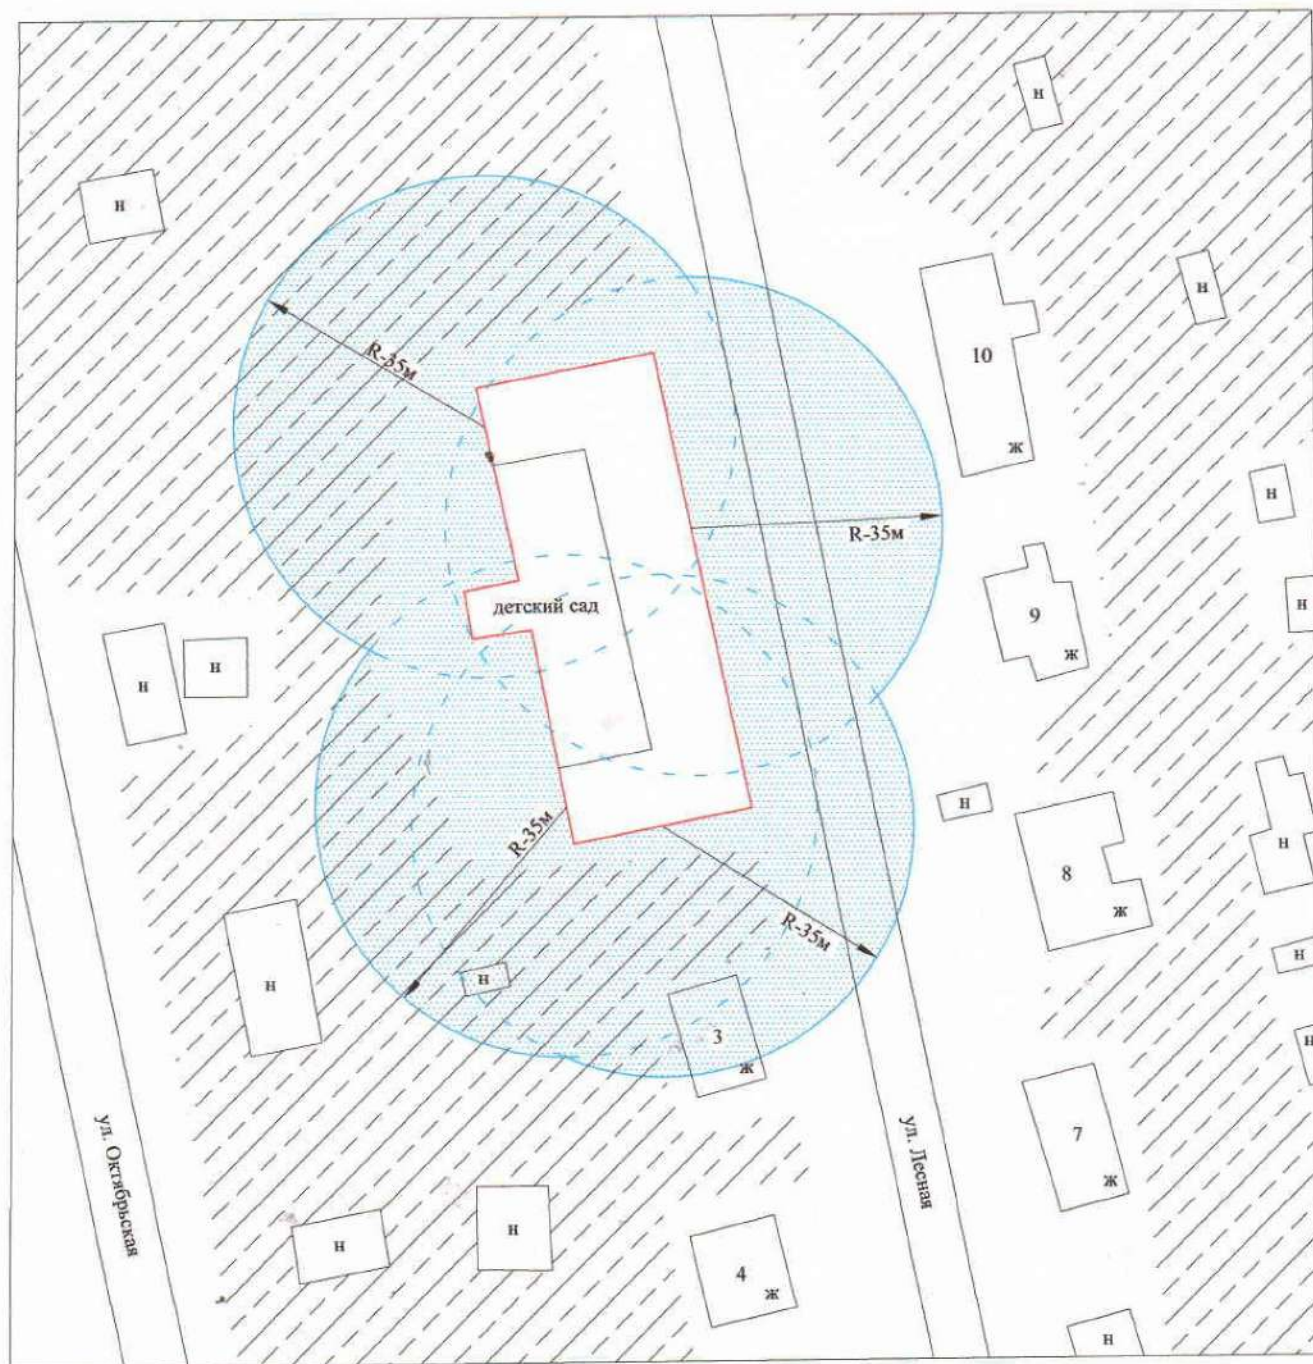 н
н
н
10
ж
R-35м
R-35м
н
н
9
ж
детский сад
н
н
н
8
ж
н
н
R-35м
R-35м
н
н
3
ж
н
7
ж
ул. Октябрьская
ул. Лесная
н
н
4
ж
н